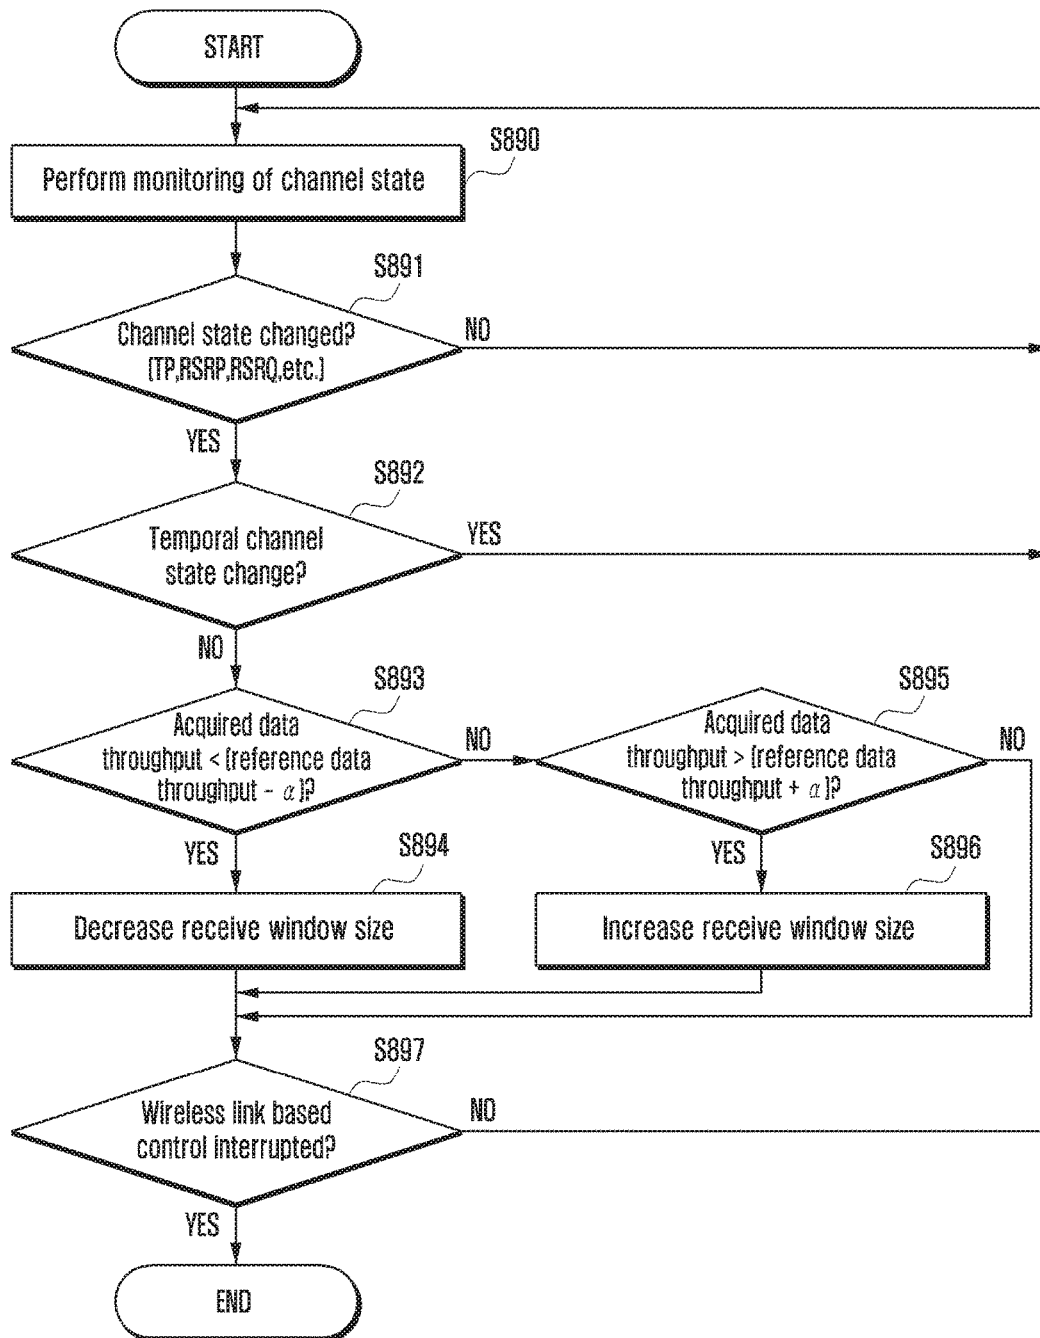 START
S890
Perform monitoring of channel state
S891
Channel state changed?
(TP,RSRP,RSRQ,etc.)
NO
YES
S892
Temporal channel
state change?
YES
NO
S893
Acquired data
throughput < (reference data
throughput - α)?
NO
YES
S895
Acquired data
throughput > (reference data
throughput + α)?
NO
YES
S894
Decrease receive window size
S896
Increase receive window size
S897
Wireless link based
control interrupted?
NO
YES
END